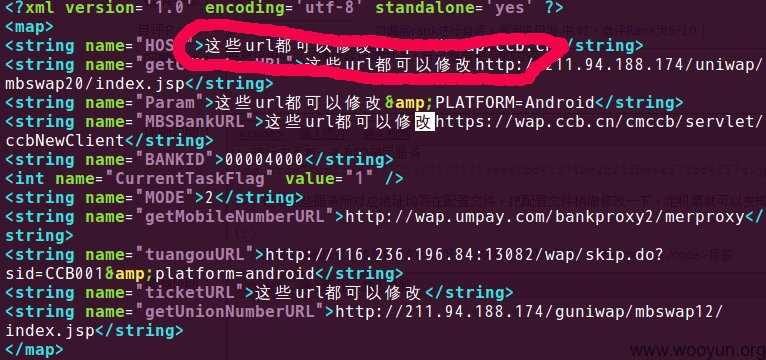 <?xml version='1.0' encoding='utf-8' standalone='yes' ?>
<map>
<string name="HOS">这些url都可以修改http://wap.ccb.cn</string>
<string name="getC URL">这些url都可以修改http://211.94.188.174/uniwap/
mbswap20/index.jsp</string>
<string name="Param">这些url都可以修改&amp;PLATFORM=Android</string>
<string name="MBSBankURL">这些url都可以修改https://wap.ccb.cn/cmccb/servlet/
ccbNewClient</string>
<string name="BANKID">00004000</string>
<int name="CurrentTaskFlag" value="1" />
<string name="MODE">2</string>
<string name="getMobileNumberURL">http://wap.umpay.com/bankproxy2/merproxy</
string>
<string name="tuangouURL">http://116.236.196.84:13082/wap/skip.do?
sid=CCB001&amp;platform=android</string>
<string name="ticketURL">这些url都可以修改</string>
<string name="getUnionNumberURL">http://211.94.188.174/guniwap/mbswap12/
index.jsp</string>
</map>
www.wooyun.org